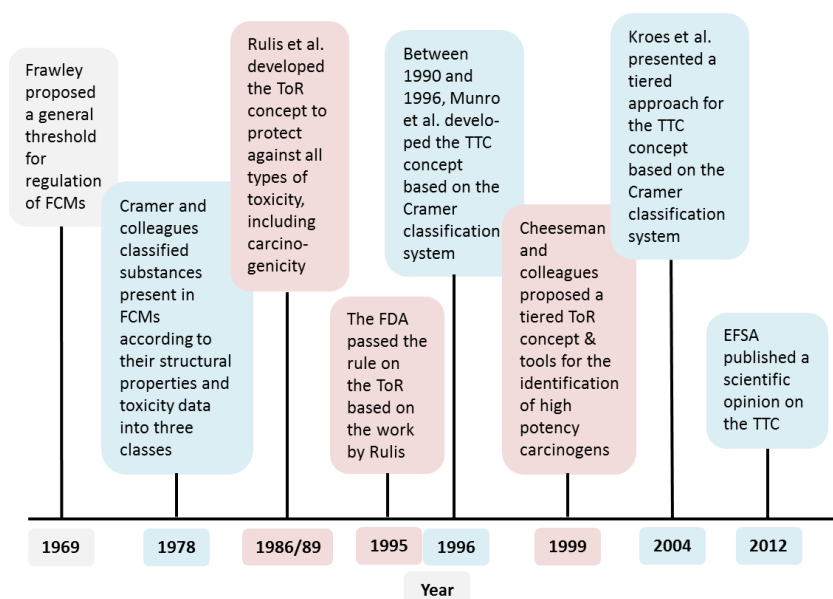 Frawley
proposed
a general
threshold
for
regulation
of FCMs
Cramer and
colleagues
classified
substances
present in
FCMs
according to
their structural
properties and
toxicity data
into three
classes
Rulis et al.
developed
the ToR
concept to
protect
against all
types of
toxicity,
including
carcino-
genicity
The FDA
passed the
rule on
the ToR
based on
the work
by Rulis
Between
1990 and
1996, Munro
et al. develo-
ped the TTC
concept
based on the
Cramer
classification
system
Cheeseman
and
colleagues
proposed a
tiered ToR
concept &
tools for the
identification
of high
potency
carcinogens
Kroes et al.
presented a
tiered
approach for
the TTC
concept
based on the
Cramer
classification
system
EFSA
published a
scientific
opinion on
the TTC
1969
1978
1986/89
1995
1996
1999
2004
2012
Year